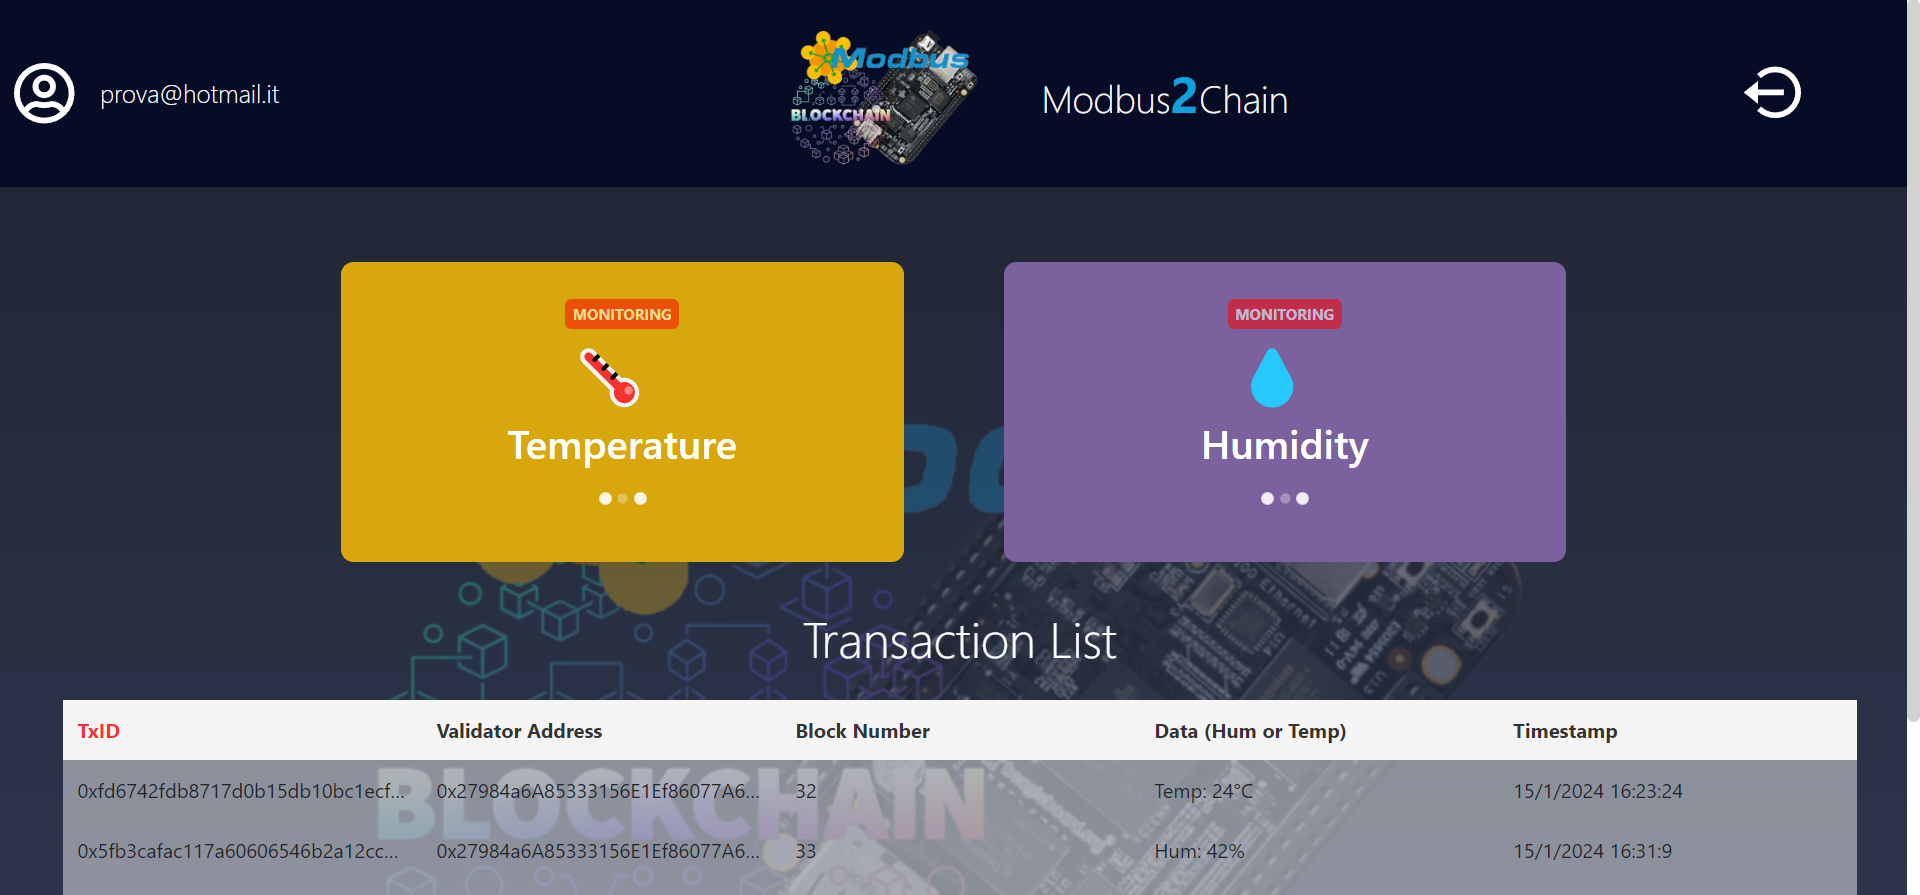 prova@hotmail.it
Modbus
BLOCKCHAIN
Modbus2Chain
MONITORING
Temperature
MONITORING
Humidity
Transaction List
TxID Validator Address Block Number Data (Hum or Temp) Timestamp
0xfd6742fdb8717d0b15db10bc1ecf... 0x27984a6A85333156E1Ef86077A6... 32 Temp: 24°C 15/1/2024 16:23:24
BLOCKCHAIN
0x5fb3cafac117a60606546b2a12cc... 0x27984a6A85333156E1Ef86077A6... 33 Hum: 42% 15/1/2024 16:31:9